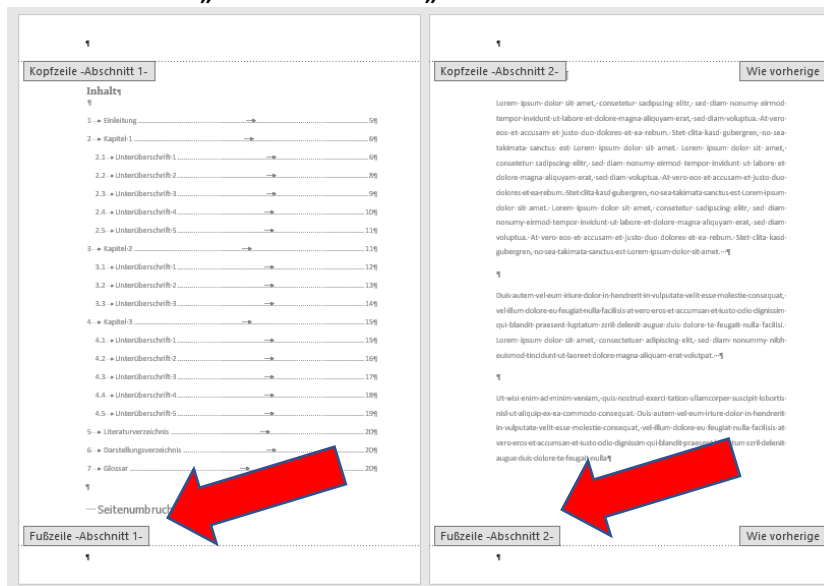 Kopfzeile -Abschnitt 1-
Inhalt¶
¶
1 → Einleitung → 5¶
2 → Kapitel·1 → 6¶
2.1 → Unterüberschrift·1 → 6¶
2.2 → Unterüberschrift·2 → 8¶
2.3 → Unterüberschrift·3 → 9¶
2.4 → Unterüberschrift·4 → 10¶
2.5 → Unterüberschrift·5 → 11¶
3 → Kapitel·2 → 11¶
3.1 → Unterüberschrift·1 → 12¶
3.2 → Unterüberschrift·2 → 13¶
3.3 → Unterüberschrift·3 → 14¶
4 → Kapitel·3 → 15¶
4.1 → Unterüberschrift·1 → 15¶
4.2 → Unterüberschrift·2 → 16¶
4.3 → Unterüberschrift·3 → 17¶
4.4 → Unterüberschrift·4 → 18¶
4.5 → Unterüberschrift·5 → 19¶
5 → Literaturverzeichnis → 20¶
6 → Darstellungsverzeichnis → 20¶
7 → Glossar → 20¶
¶
Seitenumbruch
Fußzeile -Abschnitt 1-
¶
Kopfzeile -Abschnitt 2- Wie vorherige
Lorem·ipsum·dolor·sit·amet,·consetetur·sadipscing·elitr,·sed·diam·nonumy·eirmod·
tempor·invidunt·ut·labore·et·dolore·magna·aliquyam·erat,·sed·diam·voluptua.·At·vero·
eos·et·accusam·et·justo·duo·dolores·et·ea·rebum.·Stet·clita·kasd·gubergren,·no·sea·
takimata·sanctus·est·Lorem·ipsum·dolor·sit·amet.·Lorem·ipsum·dolor·sit·amet,·
consetetur·sadipscing·elitr,·sed·diam·nonumy·eirmod·tempor·invidunt·ut·labore·et·
dolore·magna·aliquyam·erat,·sed·diam·voluptua.·At·vero·eos·et·accusam·et·justo·duo·
dolores·et·ea·rebum.·Stet·clita·kasd·gubergren,·no·sea·takimata·sanctus·est·Lorem·ipsum·
dolor·sit·amet.·Lorem·ipsum·dolor·sit·amet,·consetetur·sadipscing·elitr,·sed·diam·
nonumy·eirmod·tempor·invidunt·ut·labore·et·dolore·magna·aliquyam·erat,·sed·diam·
voluptua.·At·vero·eos·et·accusam·et·justo·duo·dolores·et·ea·rebum.·Stet·clita·kasd·
gubergren,·no·sea·takimata·sanctus·est·Lorem·ipsum·dolor·sit·amet.··¶
¶
Duis·autem·vel·eum·iriure·dolor·in·hendrerit·in·vulputate·velit·esse·molestie·consequat,·
vel·illum·dolore·eu·feugiat·nulla·facilisis·at·vero·eros·et·accumsan·et·iusto·odio·dignissim·
qui·blandit·praesent·luptatum·zzril·delenit·augue·duis·dolore·te·feugait·nulla·facilisi.·
Lorem·ipsum·dolor·sit·amet,·consectetuer·adipiscing·elit,·sed·diam·nonummy·nibh·
euismod·tincidunt·ut·laoreet·dolore·magna·aliquam·erat·volutpat.··¶
¶
Ut·wisi·enim·ad·minim·veniam,·quis·nostrud·exerci·tation·ullamcorper·suscipit·lobortis·
nisl·ut·aliquip·ex·ea·commodo·consequat.·Duis·autem·vel·eum·iriure·dolor·in·hendrerit·
in·vulputate·velit·esse·molestie·consequat,·vel·illum·dolore·eu·feugiat·nulla·facilisis·at·
vero·eros·et·accumsan·et·iusto·odio·dignissim·qui·blandit·zzril·delenit·
augue·duis·dolore·te·feugait·nulla¶
Fußzeile -Abschnitt 2- Wie vorherige
¶